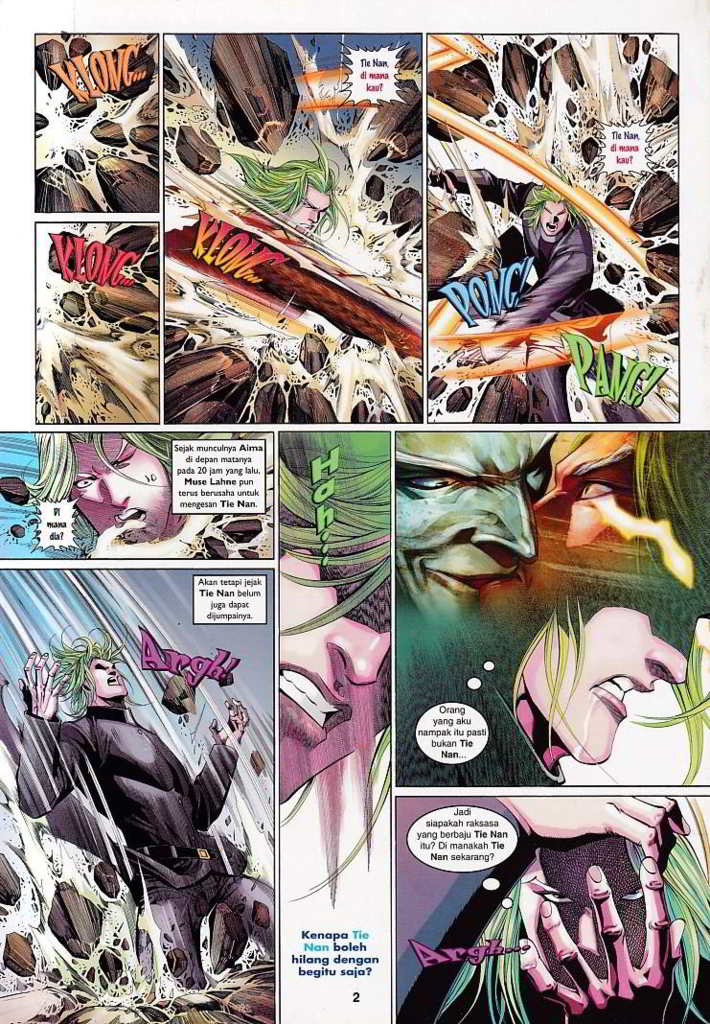 KLONG...
KLONG...
Tie Nan,
di mana
kau?
KLONG...
Tie Nan,
di mana
kau?
PONG!
PANG!
Sejak munculnya Aima
di depan matanya
pada 20 jam yang lalu,
Muse Lahne pun
terus berusaha untuk
mengesan Tie Nan.
Di
mana
dia?
Akan tetapi jejak
Tie Nan belum
juga dapat
dijumpainya.
Argh!
Hah!..
Kenapa Tie
Nan boleh
hilang dengan
begitu saja?
Orang
yang aku
nampak itu pasti
bukan Tie
Nan...
Jadi
siapakah raksasa
yang berbaju Tie Nan
itu? Di manakah
Tie Nan
sekarang?
Argh...
2